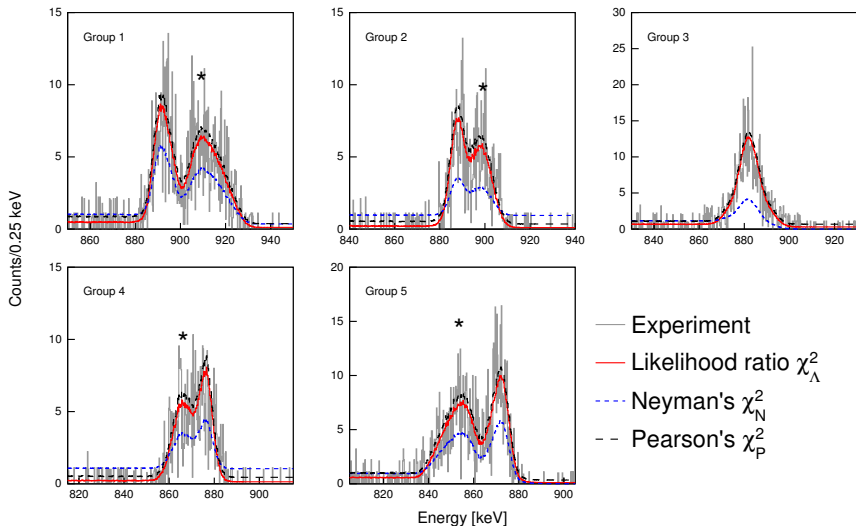 Counts/0.25 keV
Group 1
15
10
5
0
860 880 900 920 940
*
Group 2
15
10
5
0
840 860 880 900 920 940
*
Group 3
30
25
20
15
10
5
0
840 860 880 900 920
Group 4
15
10
5
0
820 840 860 880 900
*
Group 5
20
15
10
5
0
820 840 860 880 900
*
Energy [keV]
Experiment
Likelihood ratio χ²_Λ
Neyman's χ²_N
Pearson's χ²_P